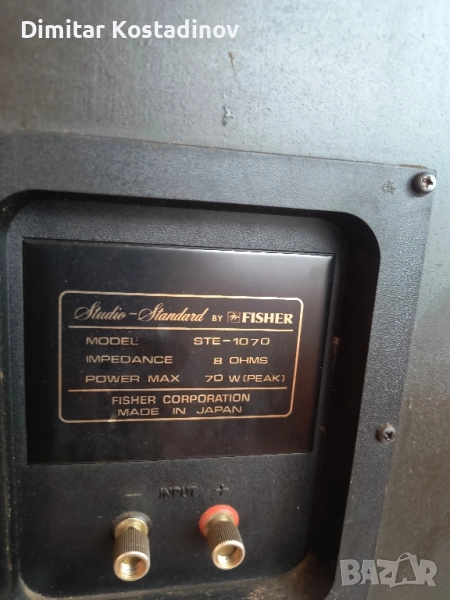 Dimitar Kostadinov
Studio-Standard BY FISHER
MODEL STE-1070
IMPEDANCE 8 OHMS
POWER MAX 70 W (PEAK)
FISHER CORPORATION
MADE IN JAPAN
− INPUT +
BAZAR